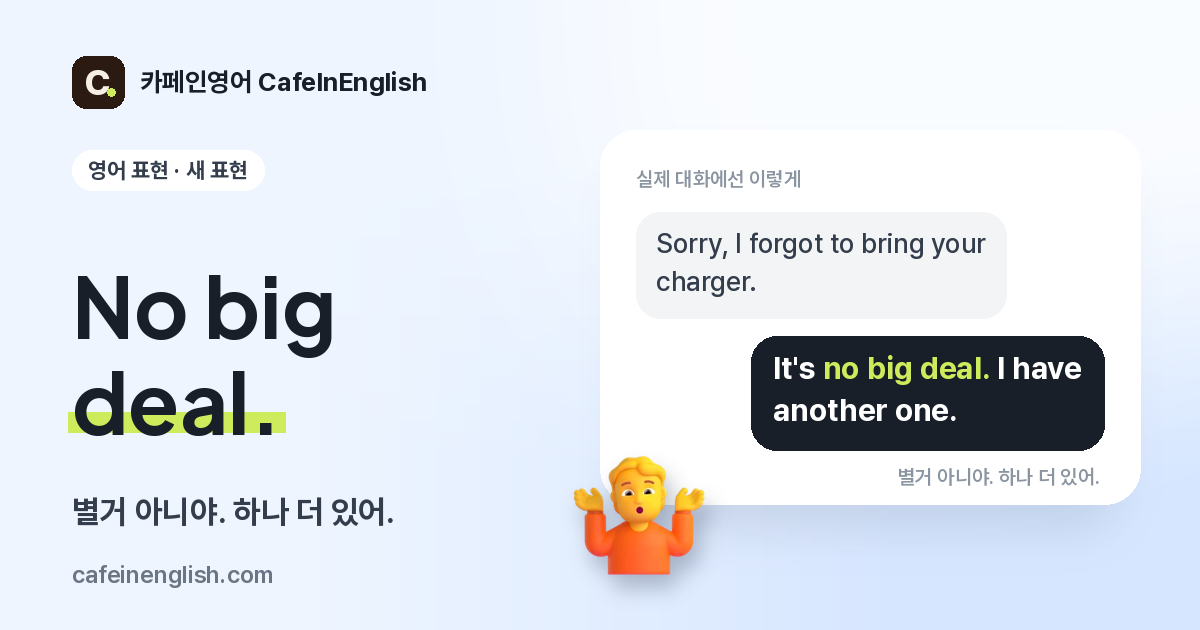 C
카페인영어 CafeInEnglish
영어 표현 · 새 표현
No big
deal.
별거 아니야. 하나 더 있어.
cafeinenglish.com
실제 대화에선 이렇게
Sorry, I forgot to bring your
charger.
It's no big deal. I have
another one.
별거 아니야. 하나 더 있어.